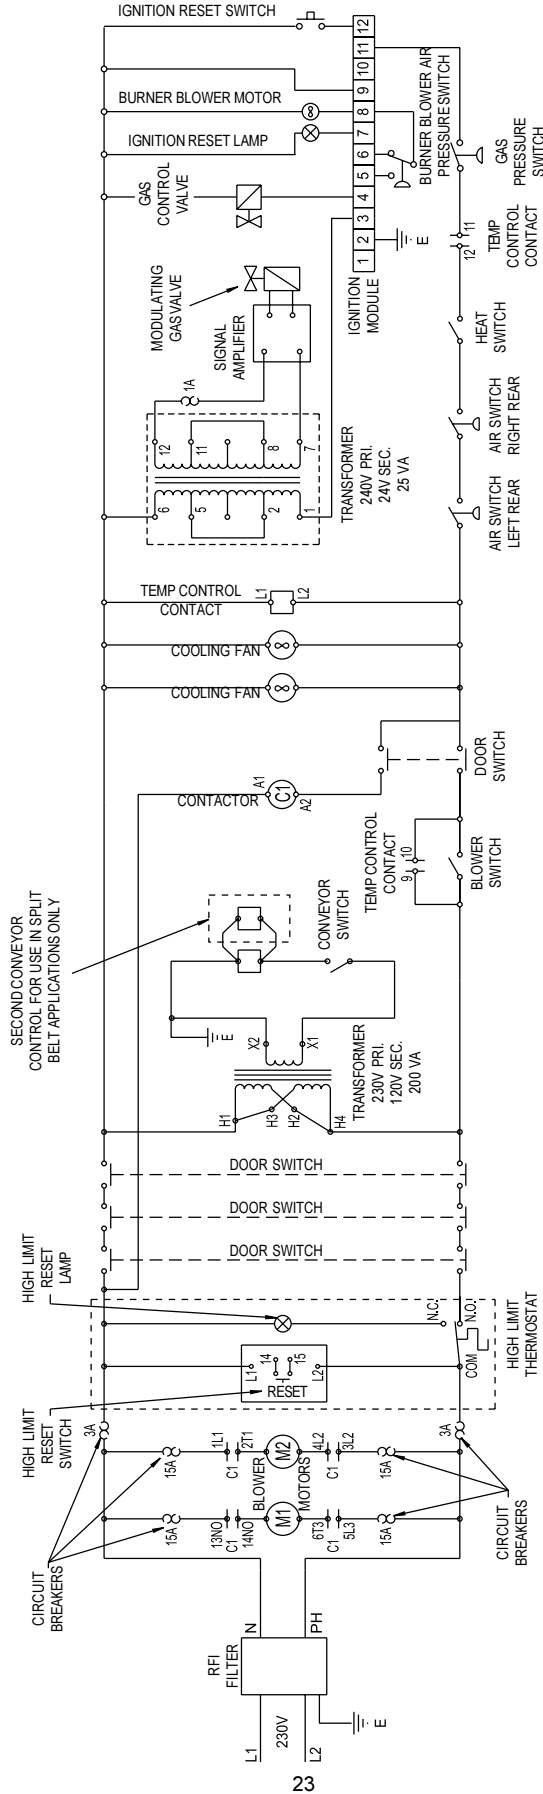 L1
L2
230V
E
RFI
FILTER
N
PH
CIRCUIT
BREAKERS
15A
13NO
C1
14NO
M1
6T3
C1
5L3
15A
BLOWER
MOTORS
15A
1L1
C1
2T1
M2
4L2
C1
3L2
15A
CIRCUIT
BREAKERS
3A
3A
HIGH LIMIT
RESET
SWITCH
L1
14
15
L2
RESET
HIGH LIMIT
RESET
LAMP
COM
N.C.
N.O.
HIGH LIMIT
THERMOSTAT
DOOR SWITCH
DOOR SWITCH
DOOR SWITCH
H1
H3
H2
H4
X2
X1
E
TRANSFORMER
230V PRI.
120V SEC.
200 VA
SECOND CONVEYOR
CONTROL FOR USE IN SPLIT
BELT APPLICATIONS ONLY
CONVEYOR
SWITCH
TEMP CONTROL
CONTACT
9
10
BLOWER
SWITCH
CONTACTOR
A1
C1
A2
DOOR
SWITCH
COOLING FAN
COOLING FAN
TEMP CONTROL
CONTACT
L1
L2
6
5
2
1
12
11
8
7
1A
TRANSFORMER
240V PRI.
24V SEC.
25 VA
SIGNAL
AMPLIFIER
MODULATING
GAS VALVE
AIR SWITCH
LEFT REAR
AIR SWITCH
RIGHT REAR
HEAT
SWITCH
12
11
TEMP
CONTROL
CONTACT
GAS
PRESSURE
SWITCH
IGNITION
MODULE
E
1
2
3
4
5
6
7
8
9
10
11
12
GAS
CONTROL
VALVE
IGNITION RESET LAMP
BURNER BLOWER MOTOR
IGNITION RESET SWITCH
BURNER BLOWER AIR
PRESSURE SWITCH
23